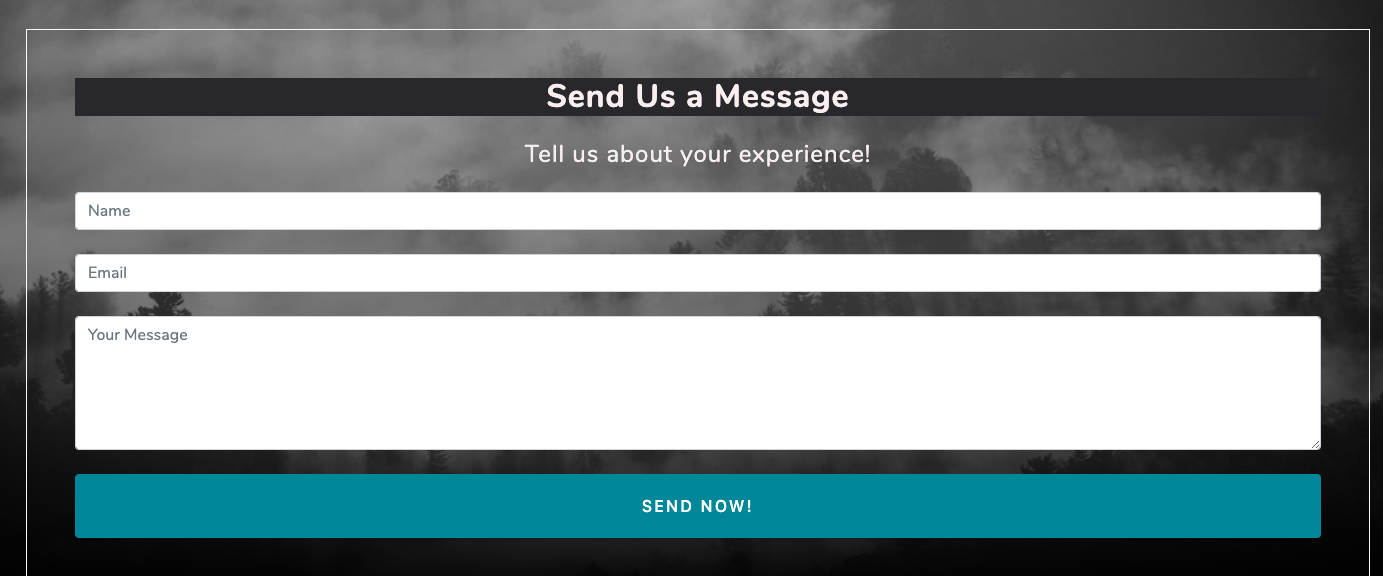 Send Us a Message
Tell us about your experience!
Name
Email
Your Message
SEND NOW!